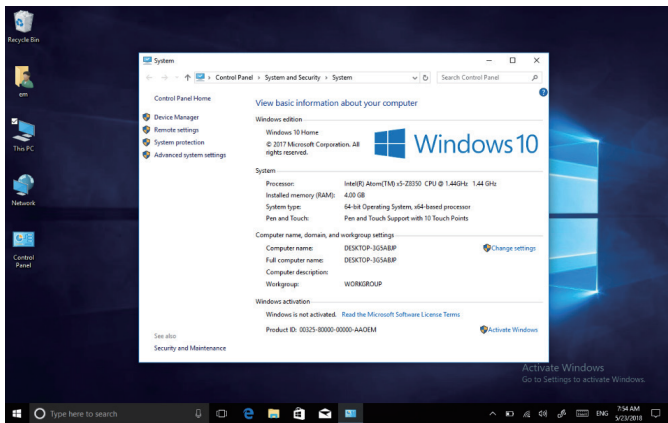 Recycle Bin
em
This PC
Network
Control
Panel
System
Control Panel › System and Security › System
Search Control Panel
Control Panel Home
Device Manager
Remote settings
System protection
Advanced system settings
See also
Security and Maintenance
View basic information about your computer
Windows edition
Windows 10 Home
© 2017 Microsoft Corporation. All
rights reserved.
Windows 10
System
Processor: Intel(R) Atom(TM) x5-Z8350 CPU @ 1.44GHz 1.44 GHz
Installed memory (RAM): 4.00 GB
System type: 64-bit Operating System, x64-based processor
Pen and Touch: Pen and Touch Support with 10 Touch Points
Computer name, domain, and workgroup settings
Computer name: DESKTOP-3G5ABJP
Change settings
Full computer name: DESKTOP-3G5ABJP
Computer description:
Workgroup: WORKGROUP
Windows activation
Windows is not activated. Read the Microsoft Software License Terms
Product ID: 00325-80000-00000-AAOEM
Activate Windows
Activate Windows
Go to Settings to activate Windows.
Type here to search
ENG
7:54 AM
5/23/2018